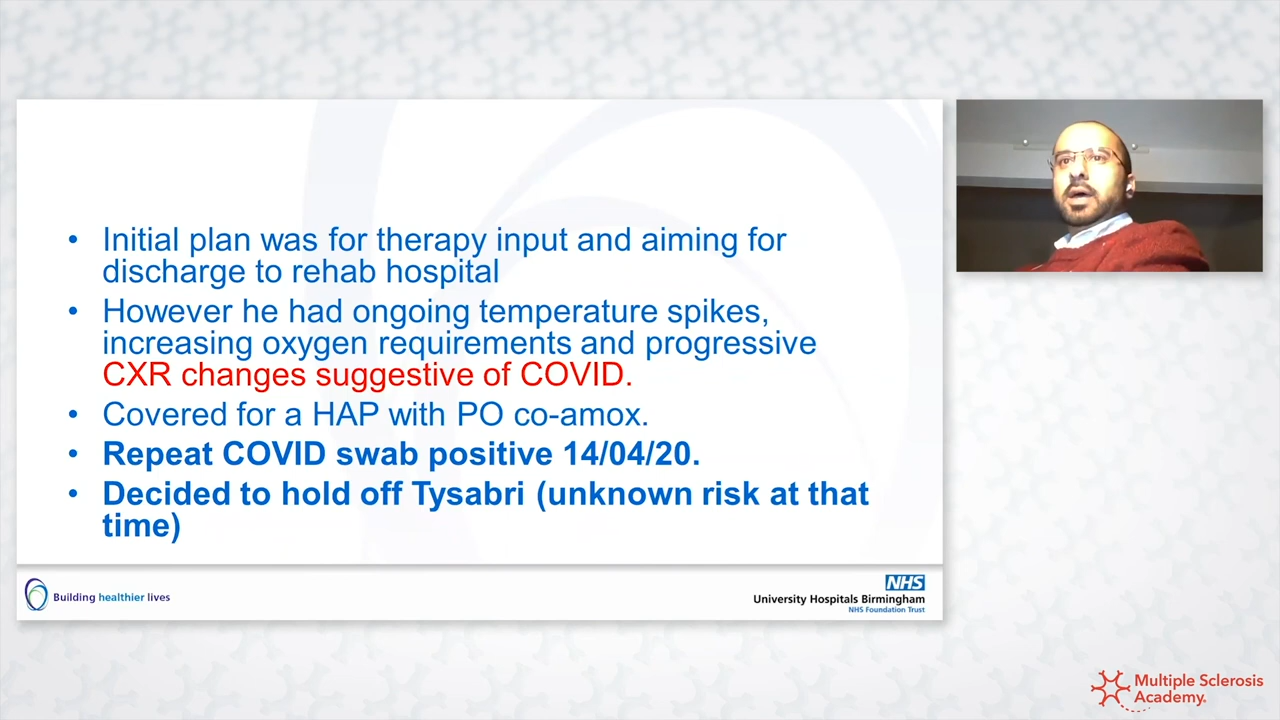 • Initial plan was for therapy input and aiming for
discharge to rehab hospital
• However he had ongoing temperature spikes,
increasing oxygen requirements and progressive
CXR changes suggestive of COVID.
• Covered for a HAP with PO co-amox.
• Repeat COVID swab positive 14/04/20.
• Decided to hold off Tysabri (unknown risk at that
time)
Building healthier lives
NHS
University Hospitals Birmingham
NHS Foundation Trust
Multiple Sclerosis
Academy.